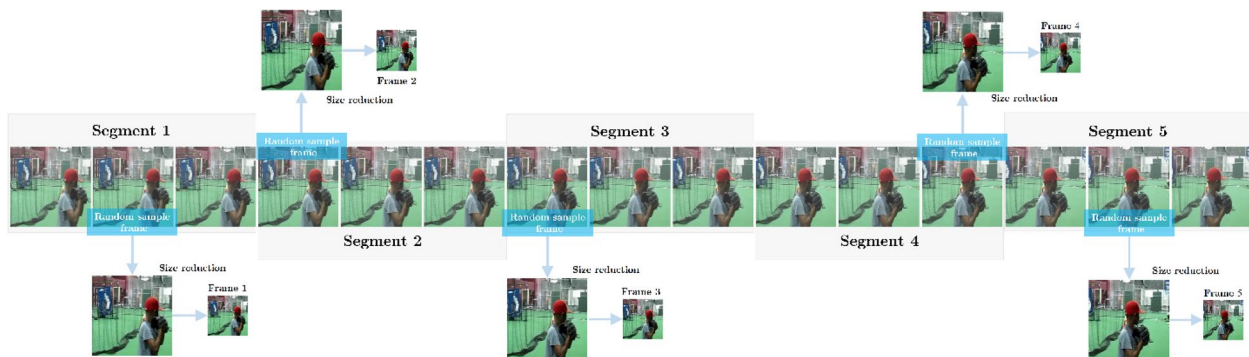 Frame 2
Size reduction
Frame 4
Size reduction
Segment 1
Random sample
frame
Segment 3
Random sample
frame
Segment 5
Random sample
frame
Segment 2
Random sample
frame
Segment 4
Random sample
frame
Size reduction
Frame 1
Size reduction
Frame 3
Size reduction
Frame 5